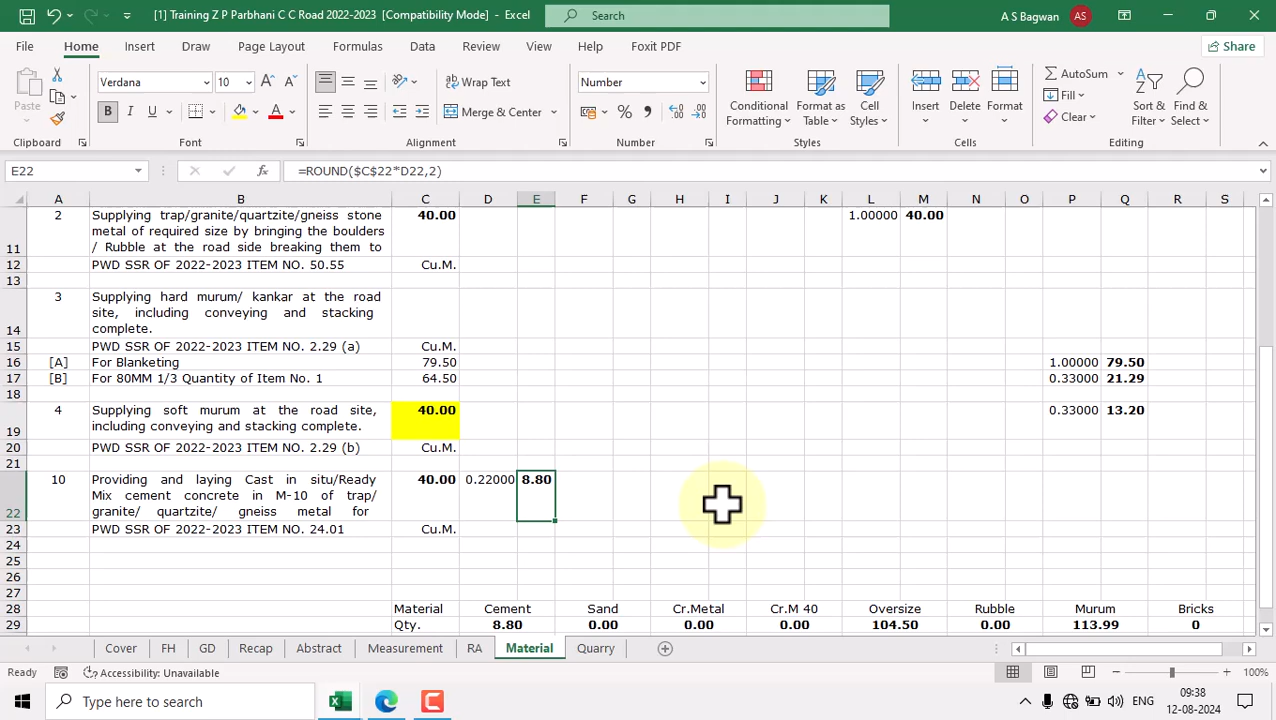 [1] Training Z P Parbhani C C Road 2022-2023 [Compatibility Mode] - Excel
Search
A S Bagwan AS
File Home Insert Draw Page Layout Formulas Data Review View Help Foxit PDF Share
Paste
Verdana 10
B I U A
Wrap Text
Merge & Center
Number
% ,
Conditional Formatting
Format as Table
Cell Styles
Insert
Delete
Format
AutoSum
Fill
Clear
Sort & Filter
Find & Select
Clipboard Font Alignment Number Styles Cells Editing
E22 fx =ROUND($C$22*D22,2)
A B C D E F G H I J K L M N O P Q R S
2 Supplying trap/granite/quartzite/gneiss stone 40.00 1.00000 40.00
metal of required size by bringing the boulders
11 / Rubble at the road side breaking them to
12 PWD SSR OF 2022-2023 ITEM NO. 50.55 Cu.M.
13
3 Supplying hard murum/ kankar at the road
site, including conveying and stacking
14 complete.
15 PWD SSR OF 2022-2023 ITEM NO. 2.29 (a) Cu.M.
16 [A] For Blanketing 79.50 1.00000 79.50
17 [B] For 80MM 1/3 Quantity of Item No. 1 64.50 0.33000 21.29
18
4 Supplying soft murum at the road site, 40.00 0.33000 13.20
19 including conveying and stacking complete.
20 PWD SSR OF 2022-2023 ITEM NO. 2.29 (b) Cu.M.
21
10 Providing and laying Cast in situ/Ready 40.00 0.22000 8.80
Mix cement concrete in M-10 of trap/
22 granite/ quartzite/ gneiss metal for
23 PWD SSR OF 2022-2023 ITEM NO. 24.01 Cu.M.
24
25
26
27
28 Material Cement Sand Cr.Metal Cr.M 40 Oversize Rubble Murum Bricks
29 Qty. 8.80 0.00 0.00 0.00 104.50 0.00 113.99 0
Cover FH GD Recap Abstract Measurement RA Material Quarry
Ready Accessibility: Unavailable 100%
Type here to search
ENG
09:38
12-08-2024